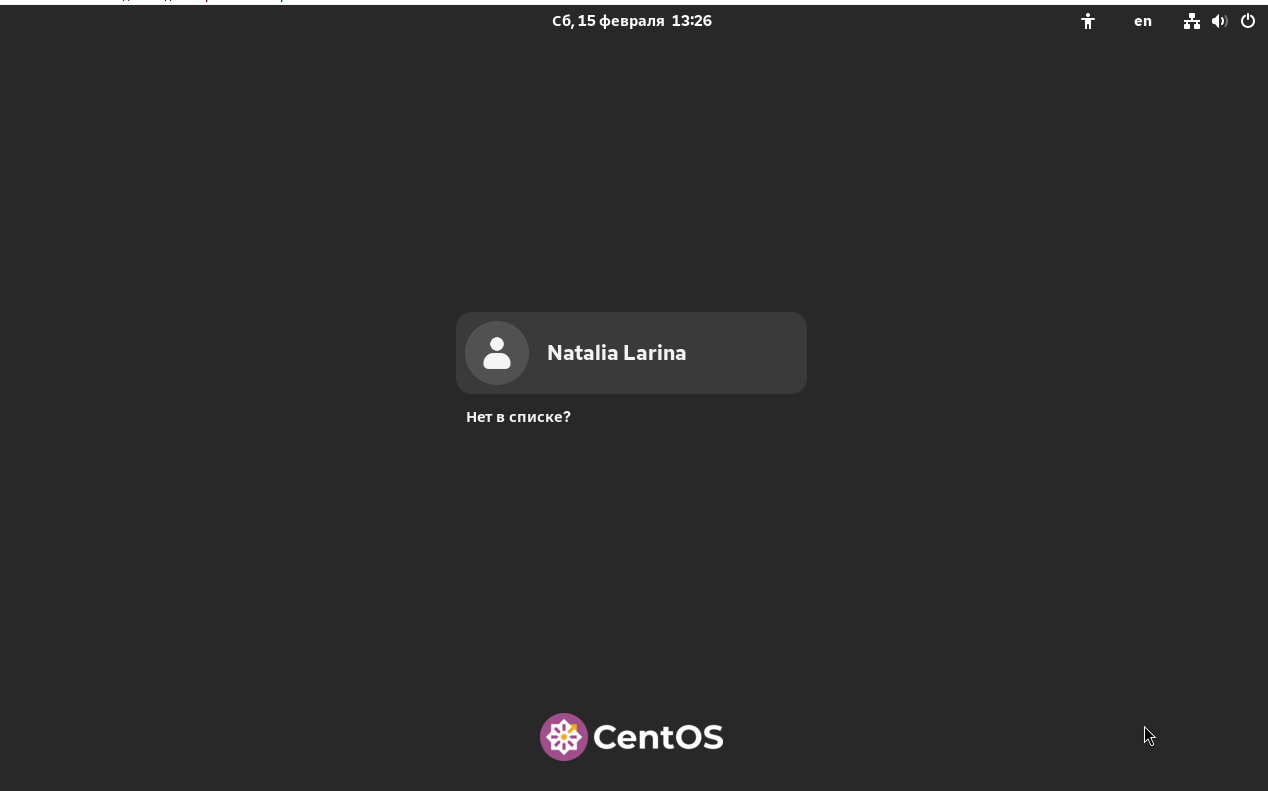 Сб, 15 февраля 13:26
en
Natalia Larina
Нет в списке?
CentOS